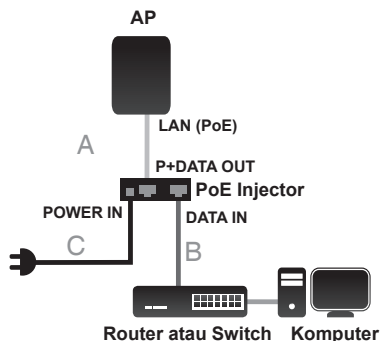 AP
LAN (PoE)
A
P+DATA OUT
PoE Injector
POWER IN
DATA IN
C
B
Router atau Switch
Komputer